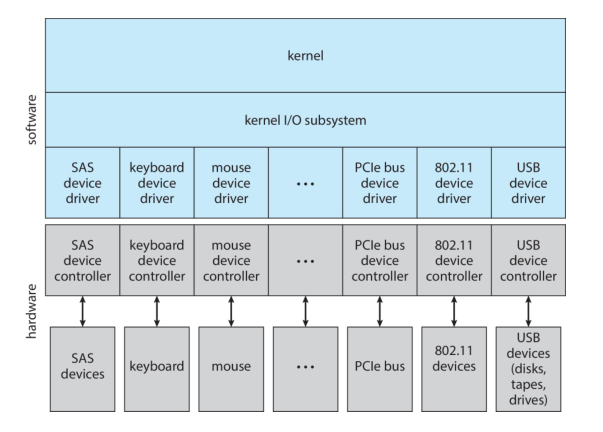 kernel
software
kernel I/O subsystem
SAS
device
driver
keyboard
device
driver
mouse
device
driver
•••
PCIe bus
device
driver
802.11
device
driver
USB
device
driver
hardware
SAS
device
controller
keyboard
device
controller
mouse
device
controller
•••
PCIe bus
device
controller
802.11
device
controller
USB
device
controller
SAS
devices
keyboard
mouse
•••
PCIe bus
802.11
devices
USB
devices
(disks,
tapes,
drives)